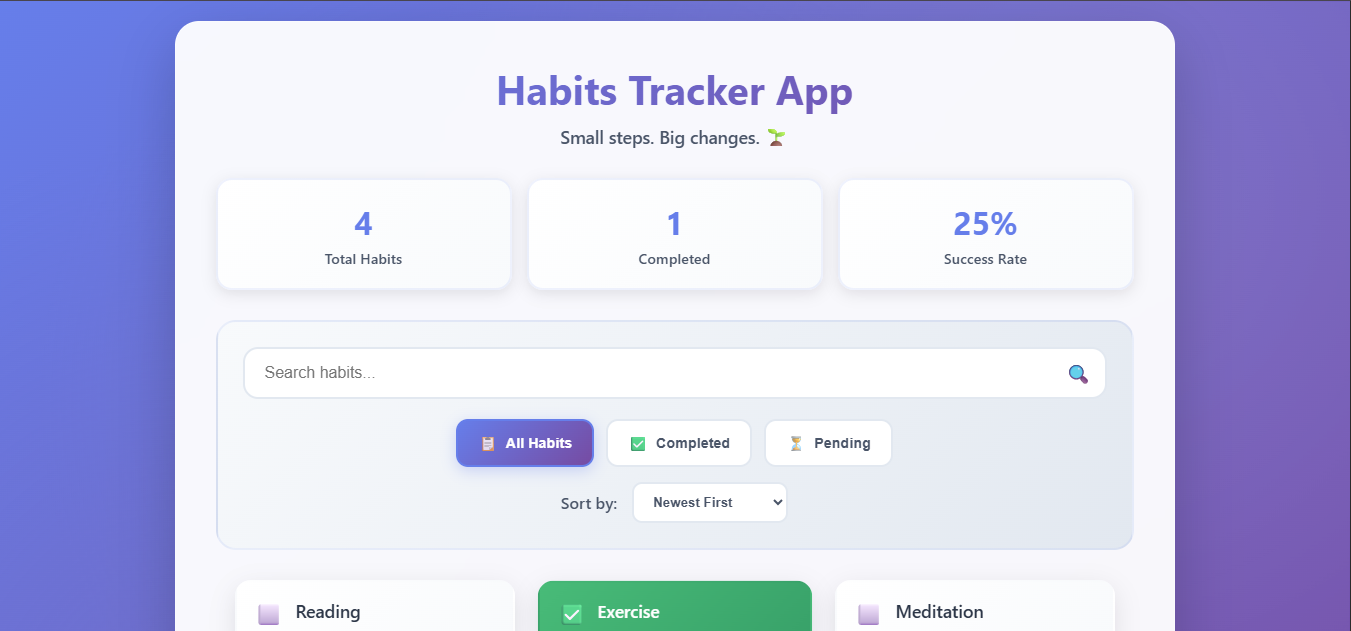 Habits Tracker App
Small steps. Big changes. 🌱
4
Total Habits
1
Completed
25%
Success Rate
Search habits...
All Habits
Completed
Pending
Sort by:
Newest First
Reading
Exercise
Meditation